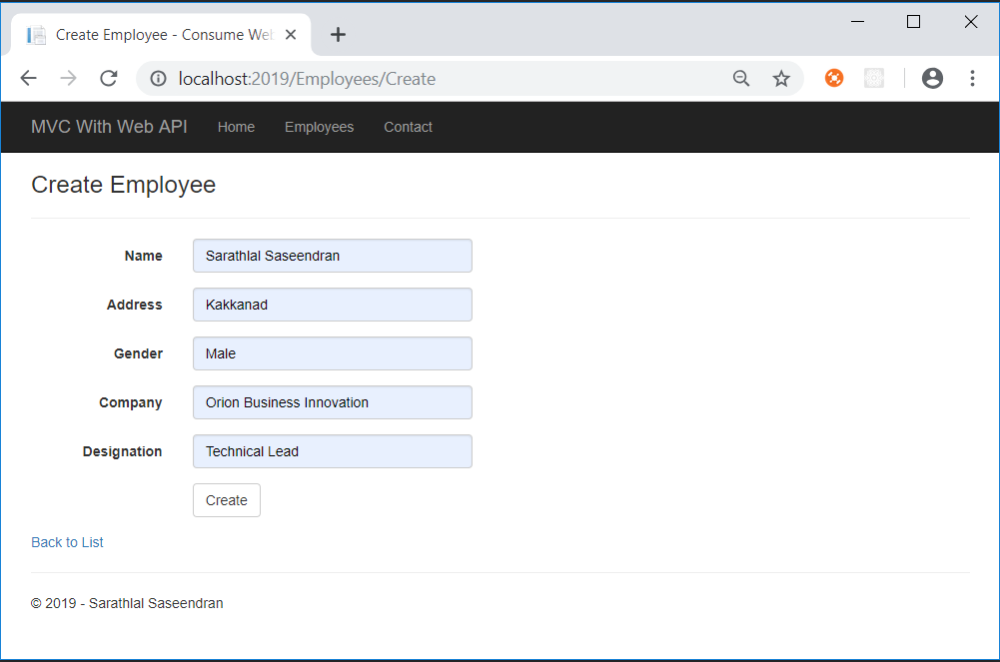 Create Employee - Consume Web
localhost:2019/Employees/Create
MVC With Web API Home Employees Contact
Create Employee
Name Sarathlal Saseendran
Address Kakkanad
Gender Male
Company Orion Business Innovation
Designation Technical Lead
Create
Back to List
© 2019 - Sarathlal Saseendran